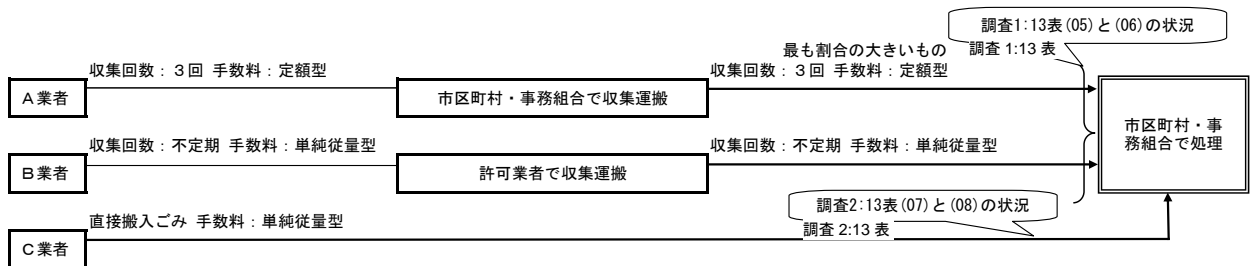 調査1:13表(05)と(06)の状況
最も割合の大きいもの
調査 1:13 表
収集回数：３回 手数料：定額型
収集回数：３回 手数料：定額型
Ａ業者
市区町村・事務組合で収集運搬
市区町村・事
務組合で処理
収集回数：不定期 手数料：単純従量型
収集回数：不定期 手数料：単純従量型
Ｂ業者
許可業者で収集運搬
調査2:13表(07)と(08)の状況
直接搬入ごみ 手数料：単純従量型
調査 2:13 表
Ｃ業者